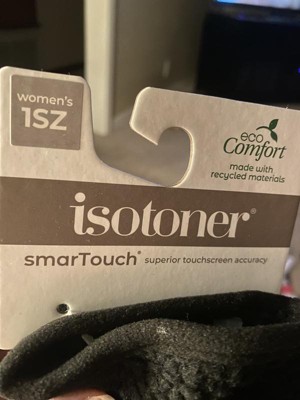 women's
1SZ
eco
Comfort
made with
recycled materials
isotoner®
smarTouch® superior touchscreen accuracy